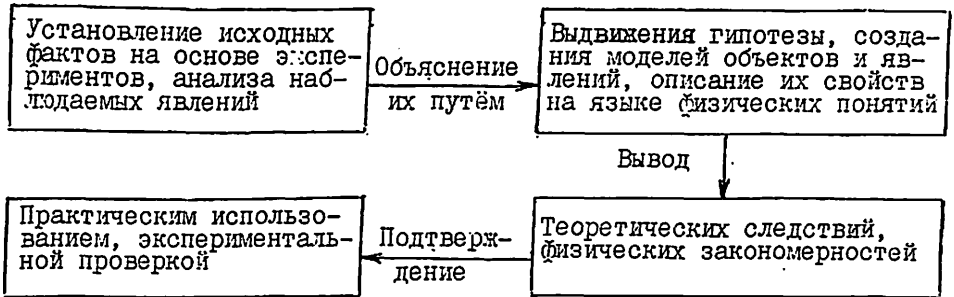 Установление исходных
фактов на основе экспе-
риментов, анализа наб-
людаемых явлений
Объяснение
их путём
Выдвижения гипотезы, созда-
ния моделей объектов и яв-
лений, описание их свойств
на языке физических понятий
Вывод
Теоретических следствий,
физических закономерностей
Подтверж-
дение
Практическим использо-
ванием, эксперименталь-
ной проверкой